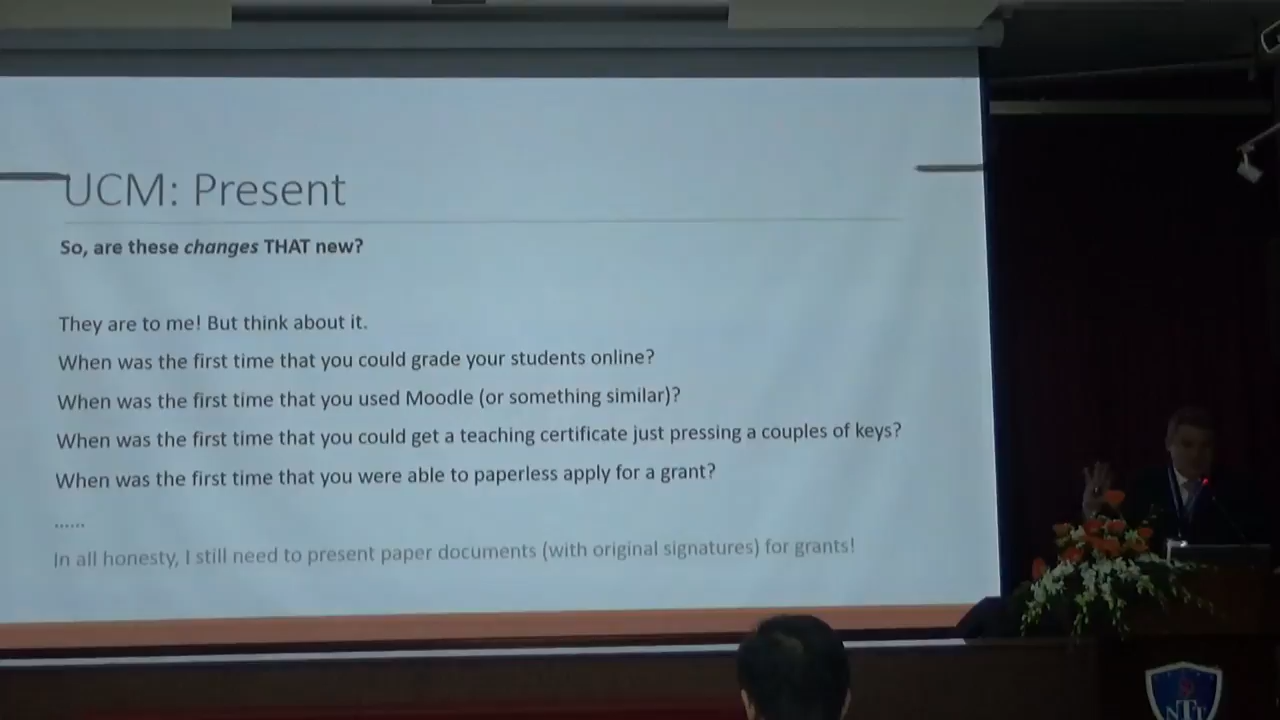 UCM: Present
So, are these changes THAT new?
They are to me! But think about it.
When was the first time that you could grade your students online?
When was the first time that you used Moodle (or something similar)?
When was the first time that you could get a teaching certificate just pressing a couples of keys?
When was the first time that you were able to paperless apply for a grant?
......
In all honesty, I still need to present paper documents (with original signatures) for grants!